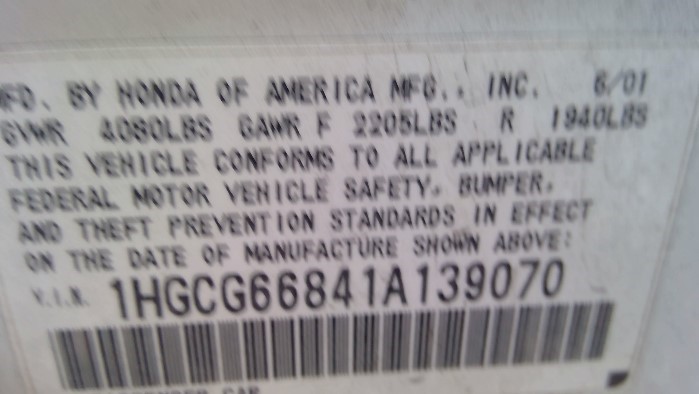 MFD. BY HONDA OF AMERICA MFG., INC. 6/01
GVWR 4080LBS GAWR F 2205LBS R 1940LBS
THIS VEHICLE CONFORMS TO ALL APPLICABLE
FEDERAL MOTOR VEHICLE SAFETY, BUMPER,
AND THEFT PREVENTION STANDARDS IN EFFECT
ON THE DATE OF MANUFACTURE SHOWN ABOVE:
V.I.N. 1HGCG66841A139070